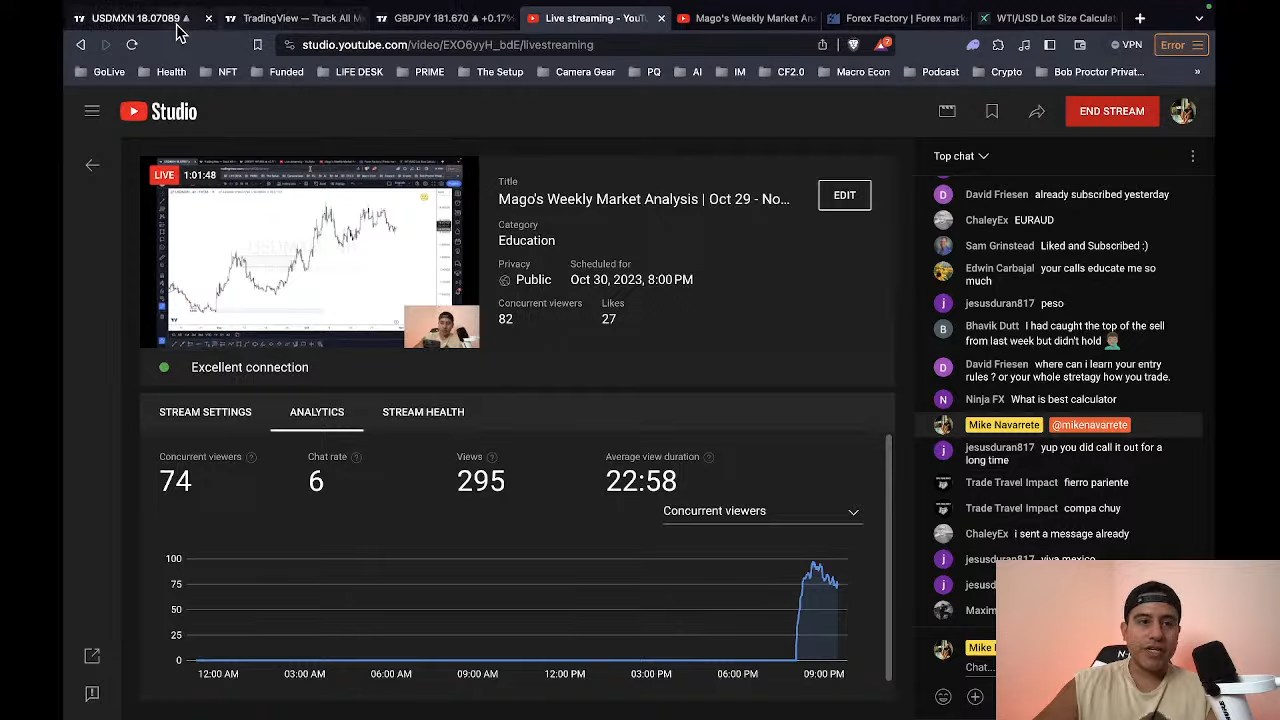 USDMXN 18.07089
TradingView — Track All M
GBPJPY 181.670 ▲ +0.17%
Live streaming - YouTu
Mago's Weekly Market An
Forex Factory | Forex mark
WTI/USD Lot Size Calculat
studio.youtube.com/video/EXO6yyH_bdE/livestreaming
7
VPN
Error
GoLive
Health
NFT
Funded
LIFE DESK
PRIME
The Setup
Camera Gear
PQ
AI
IM
CF2.0
Macro Econ
Podcast
Crypto
Bob Proctor Privat...
»
Studio
END STREAM
LIVE
1:01:48
Title
Mago's Weekly Market Analysis | Oct 29 - No...
EDIT
Category
Education
Privacy
Scheduled for
Public
Oct 30, 2023, 8:00 PM
Concurrent viewers
Likes
82
27
Excellent connection
STREAM SETTINGS
ANALYTICS
STREAM HEALTH
Concurrent viewers
Chat rate
Views
Average view duration
74
6
295
22:58
Concurrent viewers
100
75
50
25
0
12:00 AM
03:00 AM
06:00 AM
09:00 AM
12:00 PM
03:00 PM
06:00 PM
09:00 PM
Top chat
David Friesen already subscribed yesterday
ChaleyEx EURAUD
Sam Grinstead Liked and Subscribed :)
Edwin Carbajal your calls educate me so
much
jesusduran817 peso
Bhavik Dutt I had caught the top of the sell
from last week but didn't hold
David Friesen where can i learn your entry
rules ? or your whole stretagy how you trade.
Ninja FX What is best calculator
Mike Navarrete @mikenavarrete
jesusduran817 yup you did call it out for a
long time
Trade Travel Impact fierro pariente
Trade Travel Impact compa chuy
ChaleyEx i sent a message already
jesusduran817 viva mexico
Maxim
Mike
Chat...